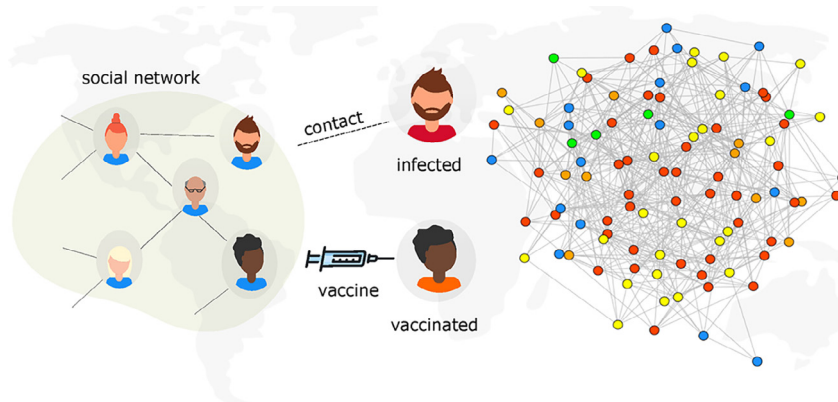 social network
contact
infected
vaccine
vaccinated